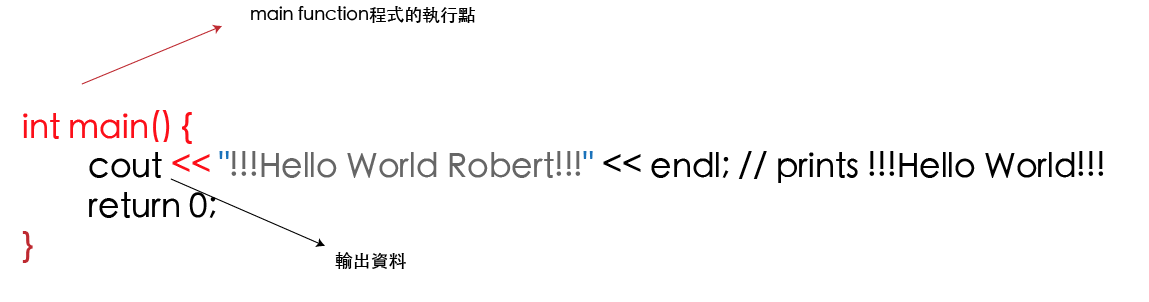 main function程式的執行點
int main() {
cout << "!!!Hello World Robert!!!" << endl; // prints !!!Hello World!!!
return 0;
}
輸出資料